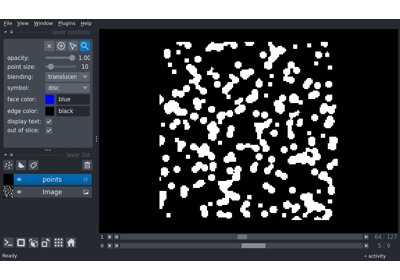 File View Window Plugins Help
layer controls
opacity: 1.00
point size: 10
blending: translucen
symbol: disc
face color: blue
edge color: black
display text:
out of slice:
layer list
points
Image
1 64 127
0 5 9
Ready activity